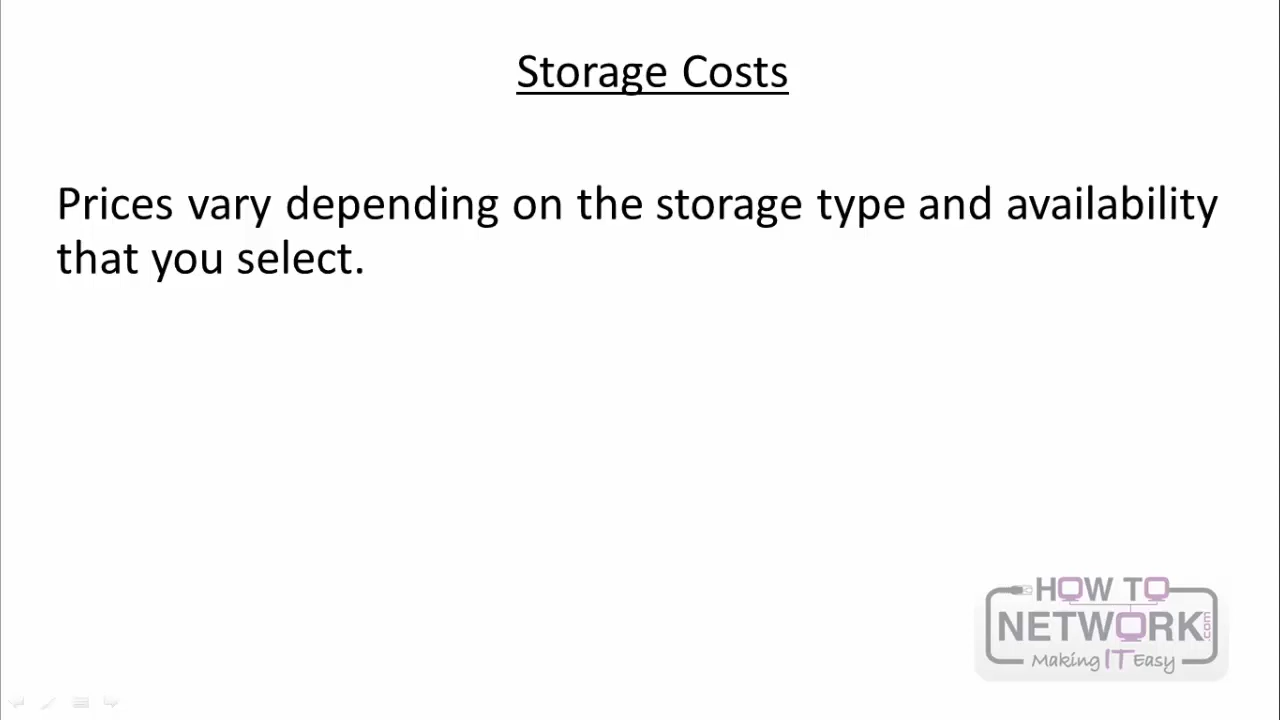 Storage Costs
Prices vary depending on the storage type and availability
that you select.
HOW TO
NETWORK.com
Making IT Easy